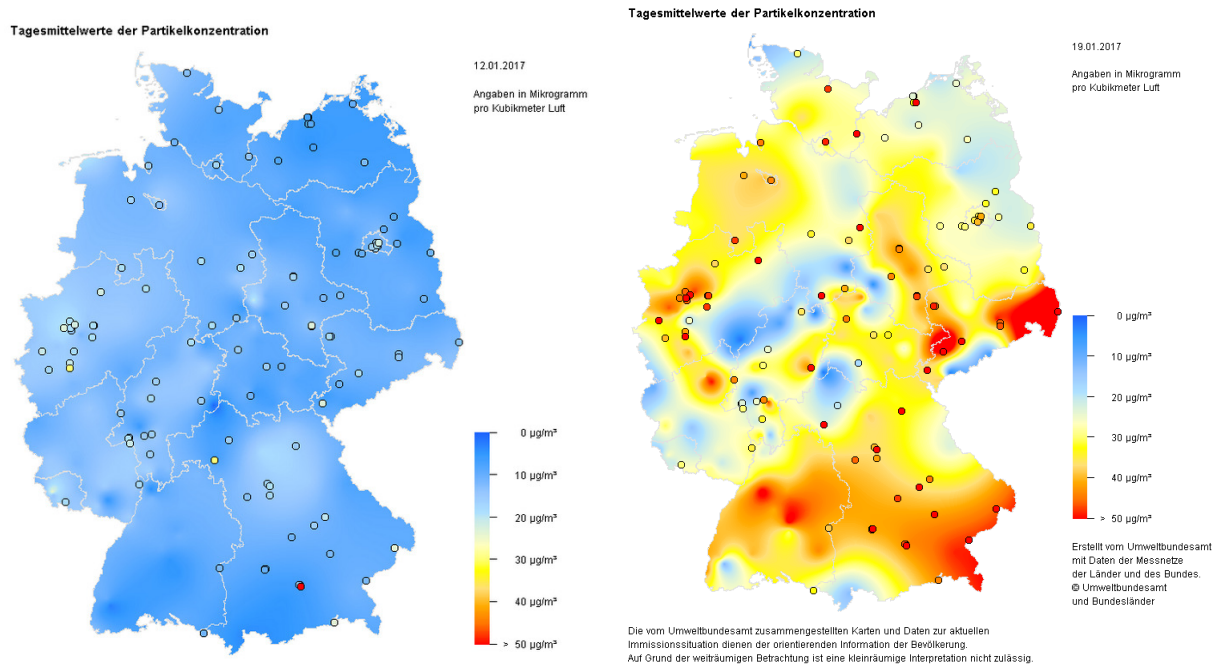 Tagesmittelwerte der Partikelkonzentration
12.01.2017
Angaben in Mikrogramm
pro Kubikmeter Luft
0 µg/m³
10 µg/m³
20 µg/m³
30 µg/m³
40 µg/m³
> 50 µg/m³
Tagesmittelwerte der Partikelkonzentration
19.01.2017
Angaben in Mikrogramm
pro Kubikmeter Luft
0 µg/m³
10 µg/m³
20 µg/m³
30 µg/m³
40 µg/m³
> 50 µg/m³
Erstellt vom Umweltbundesamt
mit Daten der Messnetze
der Länder und des Bundes.
© Umweltbundesamt
und Bundesländer
Die vom Umweltbundesamt zusammengestellten Karten und Daten zur aktuellen
Immissionssituation dienen der orientierenden Information der Bevölkerung.
Auf Grund der weiträumigen Betrachtung ist eine kleinräumige Interpretation nicht zulässig.